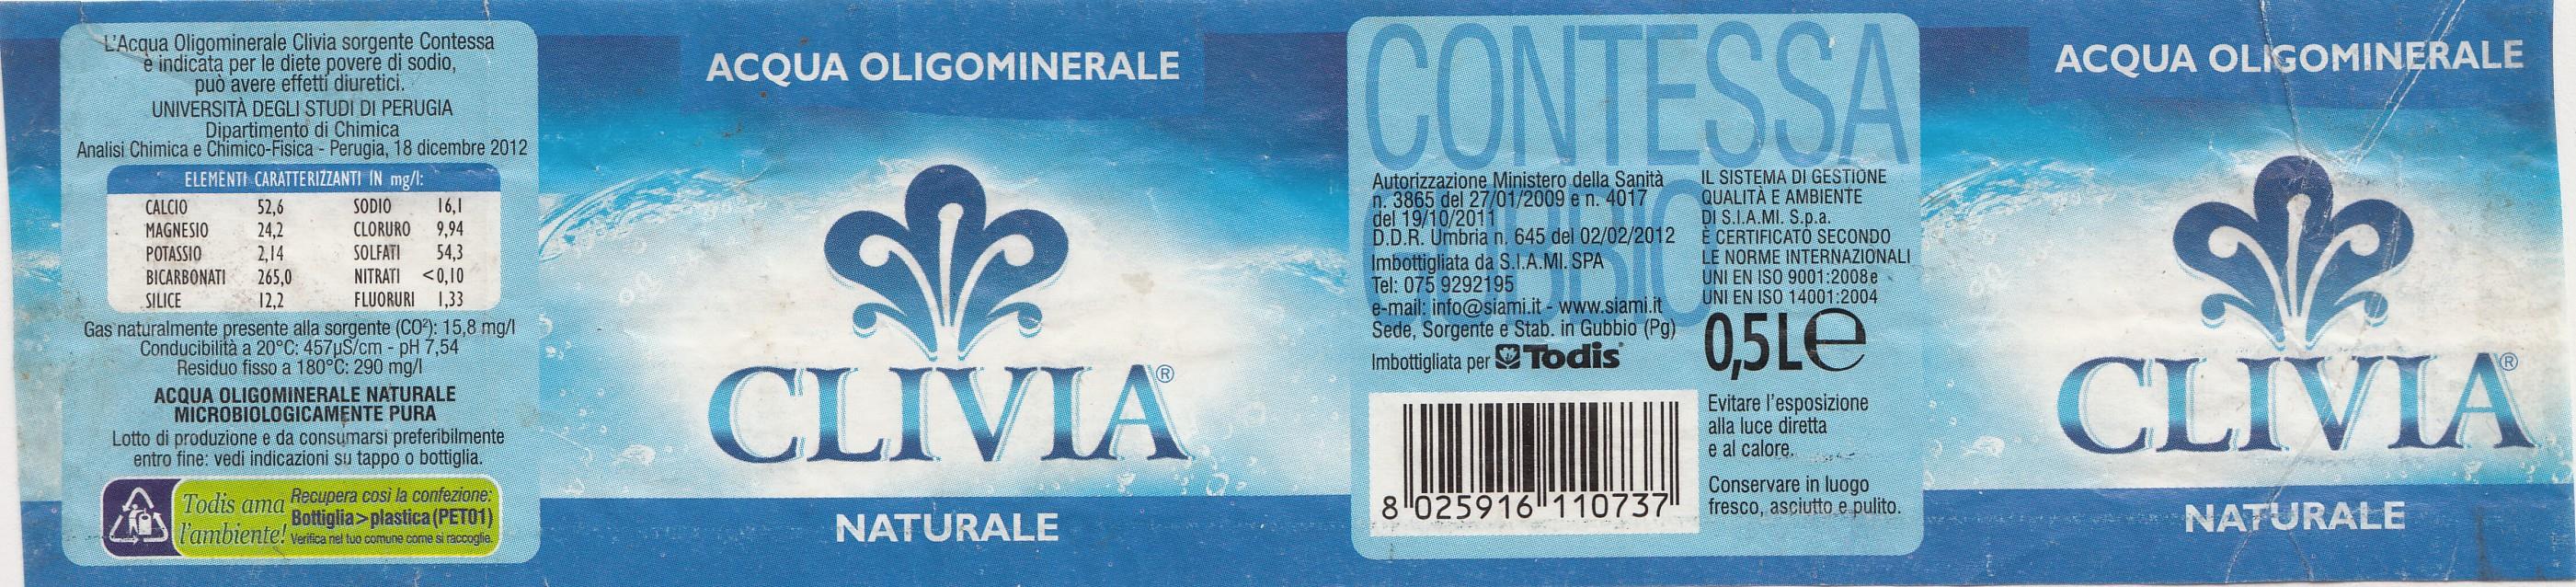 L'Acqua Oligominerale Clivia sorgente Contessa
è indicata per le diete povere di sodio,
può avere effetti diuretici.
UNIVERSITÀ DEGLI STUDI DI PERUGIA
Dipartimento di Chimica
Analisi Chimica e Chimico-Fisica - Perugia, 18 dicembre 2012
ELEMENTI CARATTERIZZANTI IN mg/l:
CALCIO 52,6 SODIO 16,1
MAGNESIO 24,2 CLORURO 9,94
POTASSIO 2,14 SOLFATI 54,3
BICARBONATI 265,0 NITRATI <0,10
SILICE 12,2 FLUORURI 1,33
Gas naturalmente presente alla sorgente (CO²): 15,8 mg/l
Conducibilità a 20°C: 457µS/cm - pH 7,54
Residuo fisso a 180°C: 290 mg/l
ACQUA OLIGOMINERALE NATURALE
MICROBIOLOGICAMENTE PURA
Lotto di produzione e da consumarsi preferibilmente
entro fine: vedi indicazioni su tappo o bottiglia.
Todis ama
l'ambiente!
Recupera così la confezione:
Bottiglia>plastica (PET01)
Verifica nel tuo comune come si raccoglie.
ACQUA OLIGOMINERALE
CLIVIA®
NATURALE
CONTESSA
GUBBIO
Autorizzazione Ministero della Sanità
n. 3865 del 27/01/2009 e n. 4017
del 19/10/2011
D.D.R. Umbria n. 645 del 02/02/2012
Imbottigliata da S.I.A.MI. SPA
Tel: 075 9292195
e-mail: info@siami.it - www.siami.it
Sede, Sorgente e Stab. in Gubbio (Pg)
Imbottigliata per Todis®
8 025916 110737
IL SISTEMA DI GESTIONE
QUALITÀ E AMBIENTE
DI S.I.A.MI. S.p.a.
È CERTIFICATO SECONDO
LE NORME INTERNAZIONALI
UNI EN ISO 9001:2008 e
UNI EN ISO 14001:2004
0,5L e
Evitare l'esposizione
alla luce diretta
e al calore.
Conservare in luogo
fresco, asciutto e pulito.
ACQUA OLIGOMINERALE
CLIVIA®
NATURALE